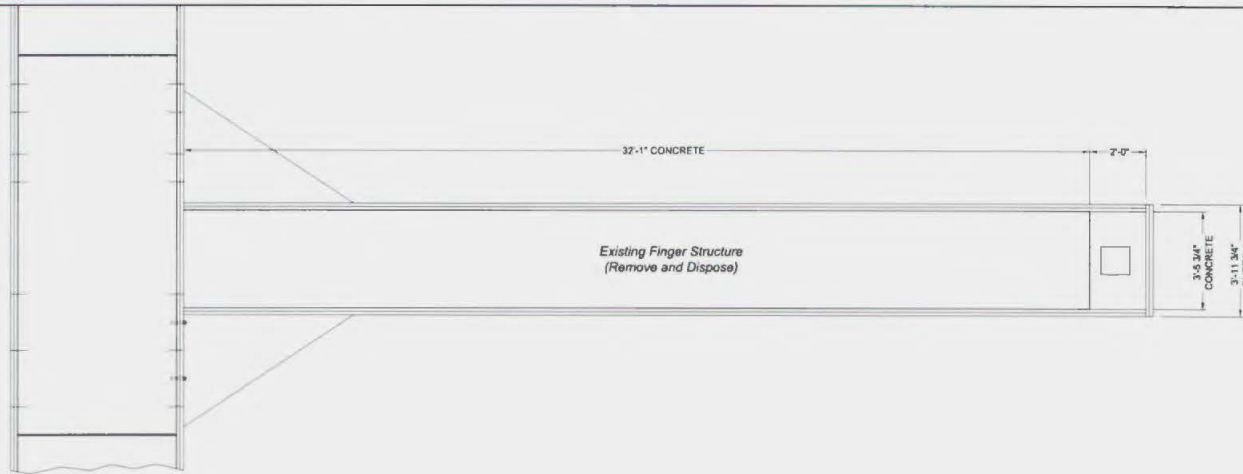 32'-1" CONCRETE
2'-0"
Existing Finger Structure
(Remove and Dispose)
3'-5 3/4"
CONCRETE
3'-11 3/4"